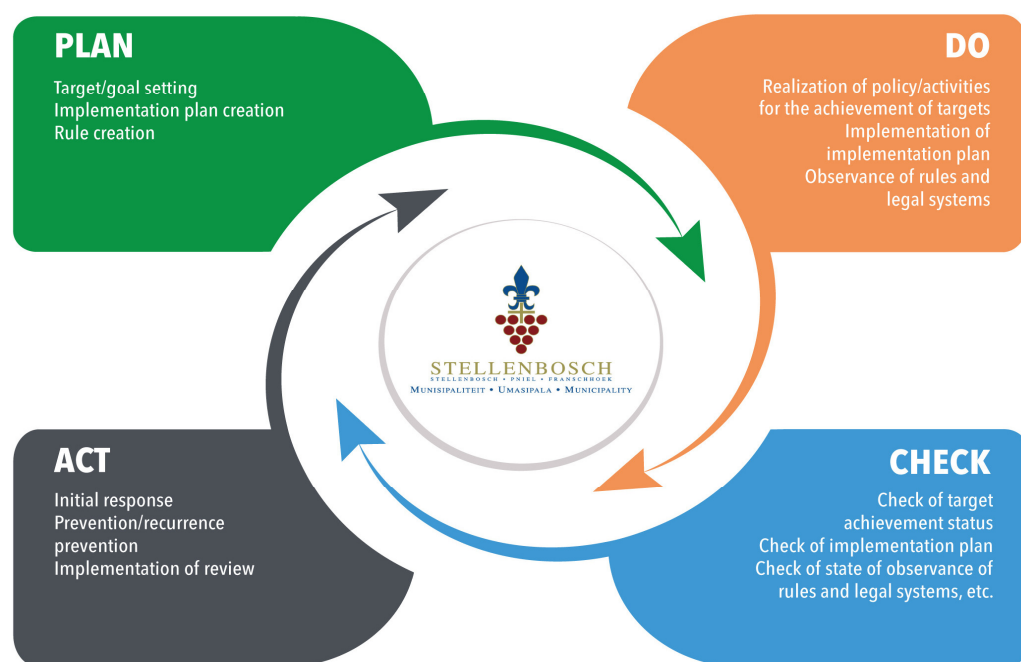 PLAN
Target/goal setting
Implementation plan creation
Rule creation
DO
Realization of policy/activities
for the achievement of targets
Implementation of
implementation plan
Observance of rules and
legal systems
STELLENBOSCH
STELLENBOSCH • PNIEL • FRANSCHHOEK
MUNISIPALITEIT • UMASIPALA • MUNICIPALITY
ACT
Initial response
Prevention/recurrence
prevention
Implementation of review
CHECK
Check of target
achievement status
Check of implementation plan
Check of state of observance of
rules and legal systems, etc.